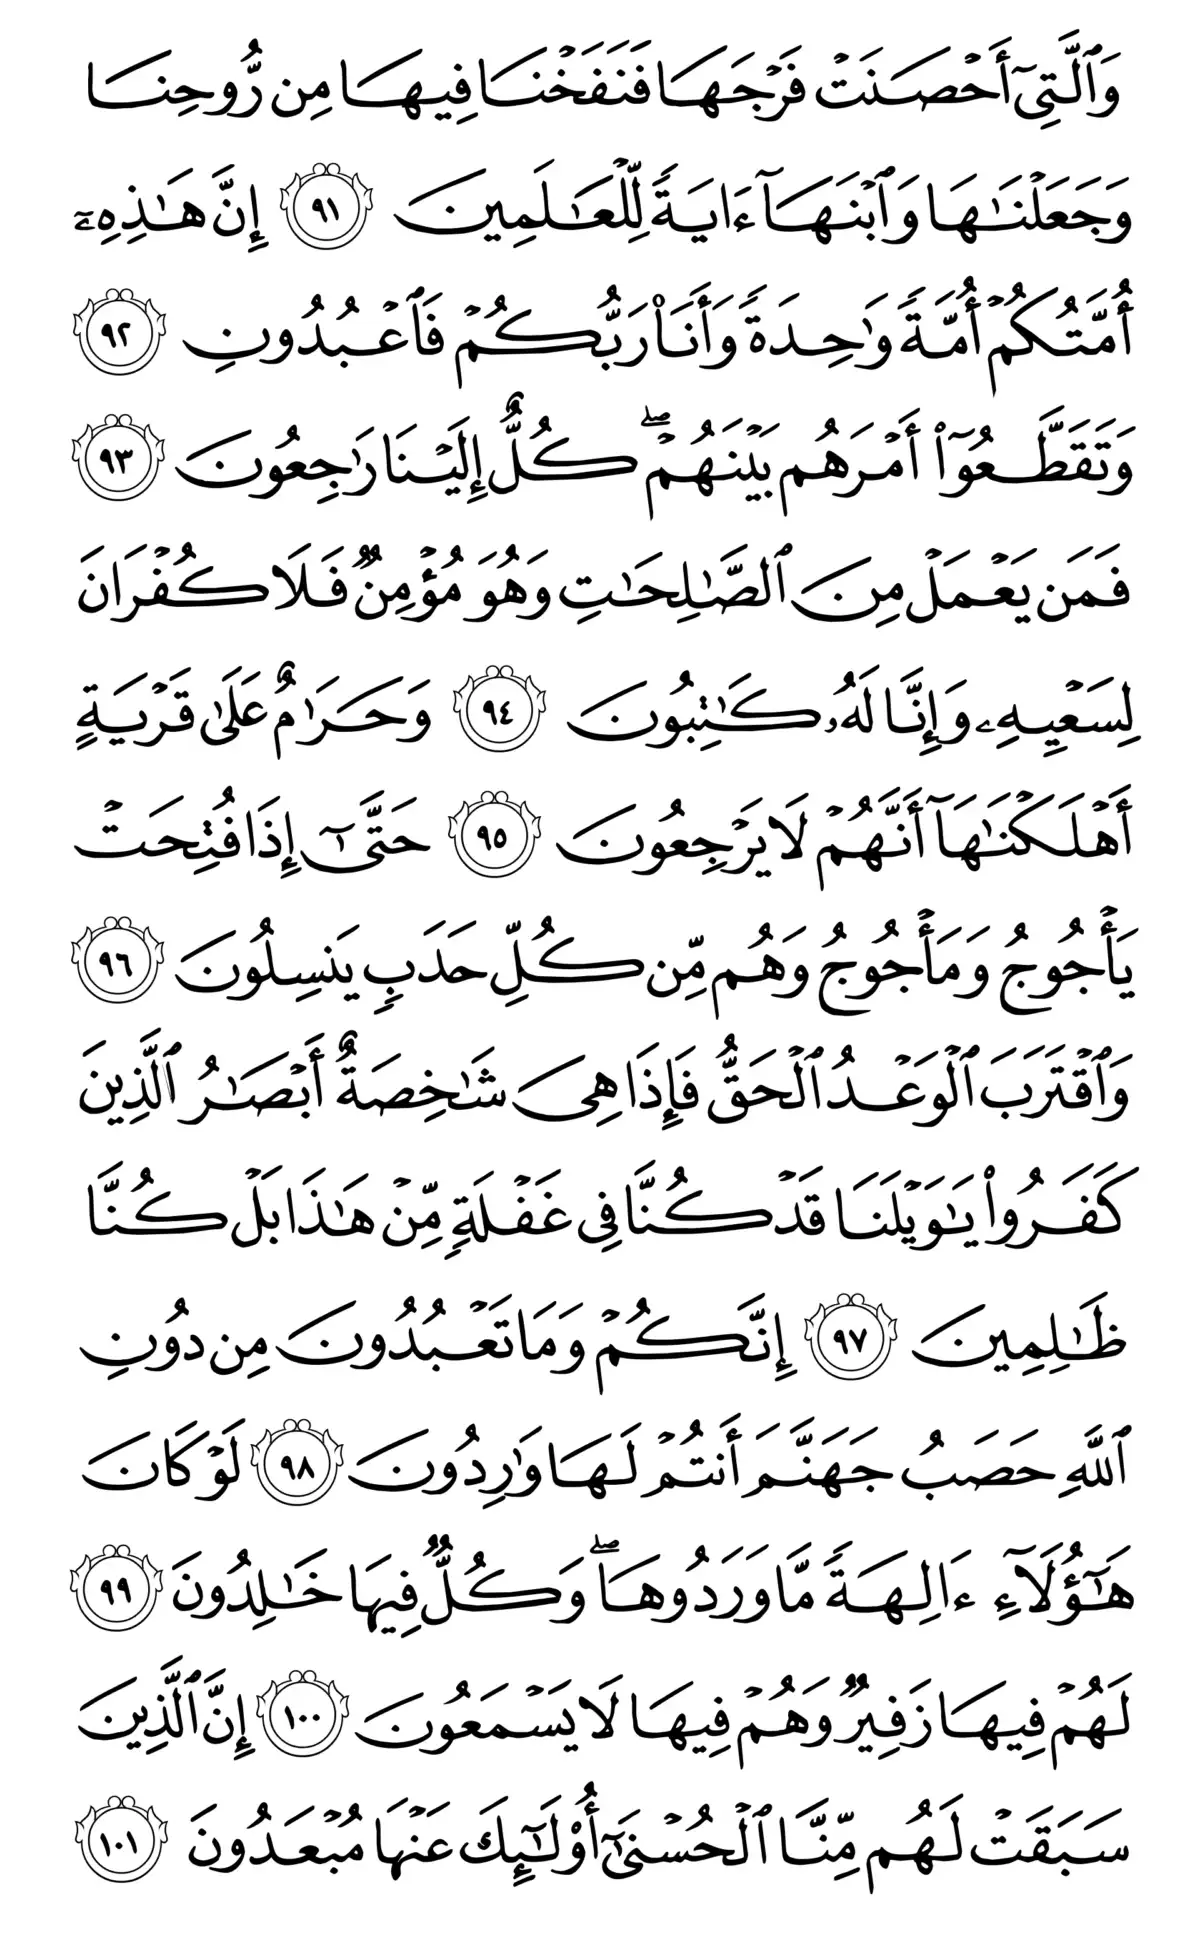 وَٱلَّتِىٓ أَحۡصَنَتۡ فَرۡجَهَا فَنَفَخۡنَا فِيهَا مِن رُّوحِنَا
وَجَعَلۡنَٰهَا وَٱبۡنَهَآ ءَايَةٗ لِّلۡعَٰلَمِينَ ٩١ إِنَّ هَٰذِهِۦٓ
أُمَّتُكُمۡ أُمَّةٗ وَٰحِدَةٗ وَأَنَا۠ رَبُّكُمۡ فَٱعۡبُدُونِ ٩٢
وَتَقَطَّعُوٓاْ أَمۡرَهُم بَيۡنَهُمۡۖ كُلٌّ إِلَيۡنَا رَٰجِعُونَ ٩٣
فَمَن يَعۡمَلۡ مِنَ ٱلصَّٰلِحَٰتِ وَهُوَ مُؤۡمِنٞ فَلَا كُفۡرَانَ
لِسَعۡيِهِۦ وَإِنَّا لَهُۥ كَٰتِبُونَ ٩٤ وَحَرَٰمٌ عَلَىٰ قَرۡيَةٍ
أَهۡلَكۡنَٰهَآ أَنَّهُمۡ لَا يَرۡجِعُونَ ٩٥ حَتَّىٰٓ إِذَا فُتِحَتۡ
يَأۡجُوجُ وَمَأۡجُوجُ وَهُم مِّن كُلِّ حَدَبٖ يَنسِلُونَ ٩٦
وَٱقۡتَرَبَ ٱلۡوَعۡدُ ٱلۡحَقُّ فَإِذَا هِىَ شَٰخِصَةٌ أَبۡصَٰرُ ٱلَّذِينَ
كَفَرُواْ يَٰوَيۡلَنَا قَدۡ كُنَّا فِى غَفۡلَةٖ مِّنۡ هَٰذَا بَلۡ كُنَّا
ظَٰلِمِينَ ٩٧ إِنَّكُمۡ وَمَا تَعۡبُدُونَ مِن دُونِ
ٱللَّهِ حَصَبُ جَهَنَّمَ أَنتُمۡ لَهَا وَٰرِدُونَ ٩٨ لَوۡ كَانَ
هَٰٓؤُلَآءِ ءَالِهَةٗ مَّا وَرَدُوهَاۖ وَكُلّٞ فِيهَا خَٰلِدُونَ ٩٩
لَهُمۡ فِيهَا زَفِيرٞ وَهُمۡ فِيهَا لَا يَسۡمَعُونَ ١٠٠ إِنَّ ٱلَّذِينَ
سَبَقَتۡ لَهُم مِّنَّا ٱلۡحُسۡنَىٰٓ أُوْلَٰٓئِكَ عَنۡهَا مُبۡعَدُونَ ١٠١